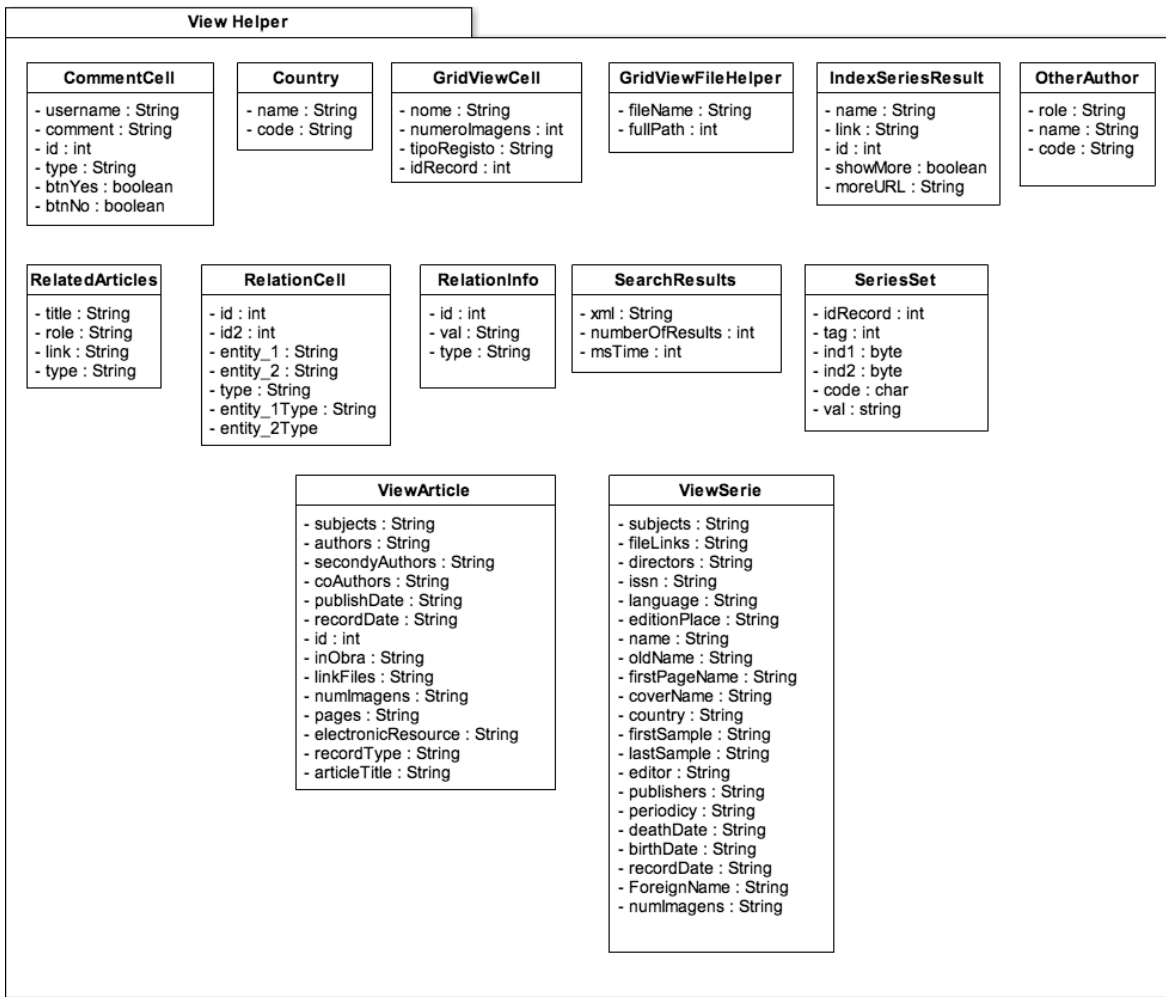 View Helper
CommentCell
- username : String
- comment : String
- id : int
- type : String
- btnYes : boolean
- btnNo : boolean
Country
- name : String
- code : String
GridViewCell
- nome : String
- numeroImagens : int
- tipoRegisto : String
- idRecord : int
GridViewFileHelper
- fileName : String
- fullPath : int
IndexSeriesResult
- name : String
- link : String
- id : int
- showMore : boolean
- moreURL : String
OtherAuthor
- role : String
- name : String
- code : String
RelatedArticles
- title : String
- role : String
- link : String
- type : String
RelationCell
- id : int
- id2 : int
- entity_1 : String
- entity_2 : String
- type : String
- entity_1Type : String
- entity_2Type
RelationInfo
- id : int
- val : String
- type : String
SearchResults
- xml : String
- numberOfResults : int
- msTime : int
SeriesSet
- idRecord : int
- tag : int
- ind1 : byte
- ind2 : byte
- code : char
- val : string
ViewArticle
- subjects : String
- authors : String
- secondyAuthors : String
- coAuthors : String
- publishDate : String
- recordDate : String
- id : int
- inObra : String
- linkFiles : String
- numImagens : String
- pages : String
- electronicResource : String
- recordType : String
- articleTitle : String
ViewSerie
- subjects : String
- fileLinks : String
- directors : String
- issn : String
- language : String
- editionPlace : String
- name : String
- oldName : String
- firstPageName : String
- coverName : String
- country : String
- firstSample : String
- lastSample : String
- editor : String
- publishers : String
- periodicy : String
- deathDate : String
- birthDate : String
- recordDate : String
- ForeignName : String
- numImagens : String